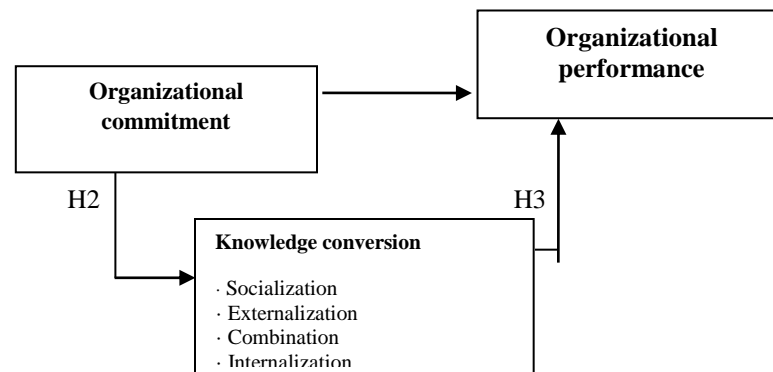 Organizational
performance
Organizational
commitment
H2
H3
Knowledge conversion
· Socialization
· Externalization
· Combination
· Internalization